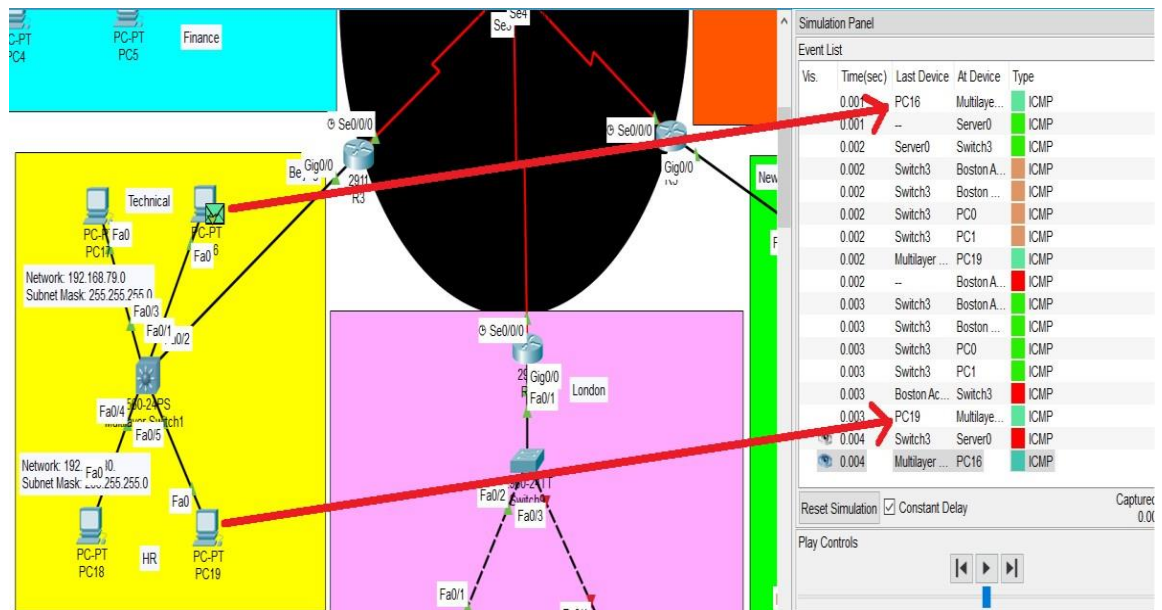 Se4
C-PT
PC4
PC-PT
PC5
Finance
Se0/0/0
Gig0/0
2911
R3
Se0/0/0
Gig0/0
New
Technical
PC17
Fa0
PC-PT
Fa0
Network: 192.168.79.0
Subnet Mask: 255.255.255.0
Fa0/3
Fa0/1
Fa0/4
Fa0/5
Network: 192.
Fa0
Subnet Mask:
255.255.0
Fa0
PC-PT
PC18
HR
PC-PT
PC19
Se0/0/0
Gig0/0
Fa0/1
London
Fa0/2
Fa0/3
Fa0/1
Simulation Panel
Event List
Vis. Time(sec) Last Device At Device Type
0.001 PC16 Multilaye... ICMP
0.001 -- Server0 ICMP
0.002 Server0 Switch3 ICMP
0.002 Switch3 Boston A... ICMP
0.002 Switch3 Boston ... ICMP
0.002 Switch3 PC0 ICMP
0.002 Switch3 PC1 ICMP
0.002 Multilayer ... PC19 ICMP
0.002 -- Boston A... ICMP
0.003 Switch3 Boston A... ICMP
0.003 Switch3 Boston ... ICMP
0.003 Switch3 PC0 ICMP
0.003 Switch3 PC1 ICMP
0.003 Boston Ac... Switch3 ICMP
0.003 PC19 Multilaye... ICMP
0.004 Switch3 Server0 ICMP
0.004 Multilayer ... PC16 ICMP
Reset Simulation Constant Delay
Captured
0.00
Play Controls